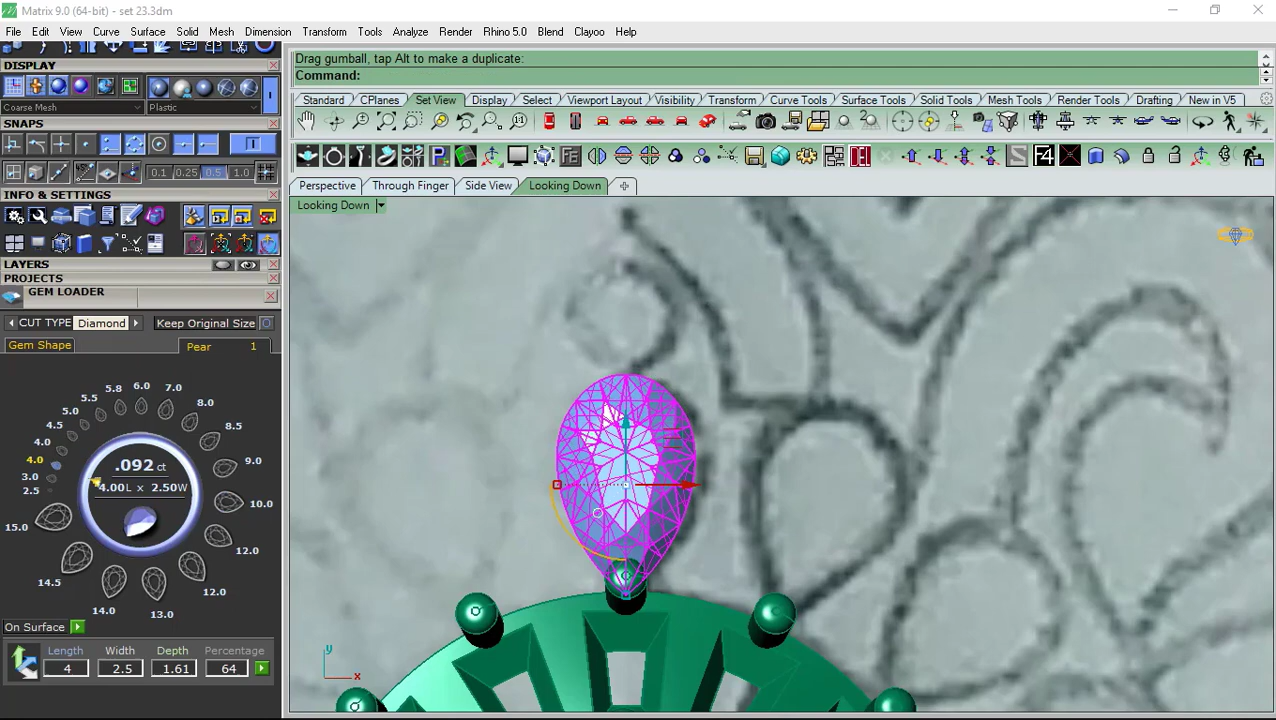 Matrix 9.0 (64-bit) - set 23.3dm
File Edit View Curve Surface Solid Mesh Dimension Transform Tools Analyze Render Rhino 5.0 Blend Clayoo Help
Drag gumball, tap Alt to make a duplicate:
Command:
DISPLAY
Coarse Mesh Plastic
Standard CPlanes Set View Display Select Viewport Layout Visibility Transform Curve Tools Surface Tools Solid Tools Mesh Tools Render Tools Drafting New in V5
SNAPS
0.1 0.25 0.5 1.0
INFO & SETTINGS
Perspective Through Finger Side View Looking Down
Looking Down
LAYERS
PROJECTS
GEM LOADER
CUT TYPE Diamond Keep Original Size
Gem Shape Pear 1
5.8 6.0 7.0
5.5 8.0
5.0
4.0 8.5
4.0 9.0
3.0
2.5 10.0
.092 ct
4.00L x 2.50W
15.0 12.0
14.5 12.0
14.0 13.0
On Surface
Length Width Depth Percentage
4 2.5 1.61 64
y
x